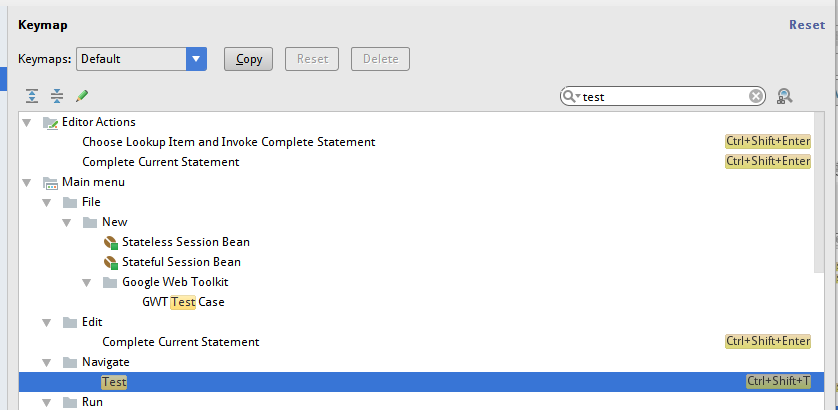 Keymap Reset
Keymaps: Default Copy Reset Delete
test
Editor Actions
Choose Lookup Item and Invoke Complete Statement Ctrl+Shift+Enter
Complete Current Statement Ctrl+Shift+Enter
Main menu
File
New
Stateless Session Bean
Stateful Session Bean
Google Web Toolkit
GWT Test Case
Edit
Complete Current Statement Ctrl+Shift+Enter
Navigate
Test Ctrl+Shift+T
Run